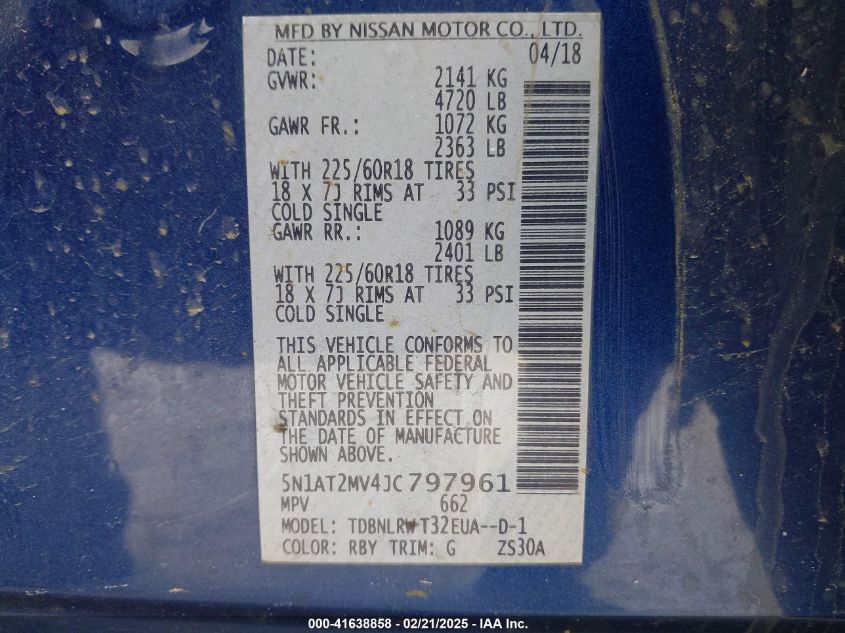 MFD BY NISSAN MOTOR CO., LTD.
DATE: 04/18
GVWR: 2141 KG
4720 LB
GAWR FR.: 1072 KG
2363 LB
WITH 225/60R18 TIRES
18 X 7J RIMS AT 33 PSI
COLD SINGLE
GAWR RR.: 1089 KG
2401 LB
WITH 225/60R18 TIRES
18 X 7J RIMS AT 33 PSI
COLD SINGLE
THIS VEHICLE CONFORMS TO
ALL APPLICABLE FEDERAL
MOTOR VEHICLE SAFETY AND
THEFT PREVENTION
STANDARDS IN EFFECT ON
THE DATE OF MANUFACTURE
SHOWN ABOVE.
5N1AT2MV4JC797961
MPV 662
MODEL: TDBNLRWT32EUA--D-1
COLOR: RBY TRIM: G ZS30A
000-41638858 - 02/21/2025 - IAA Inc.